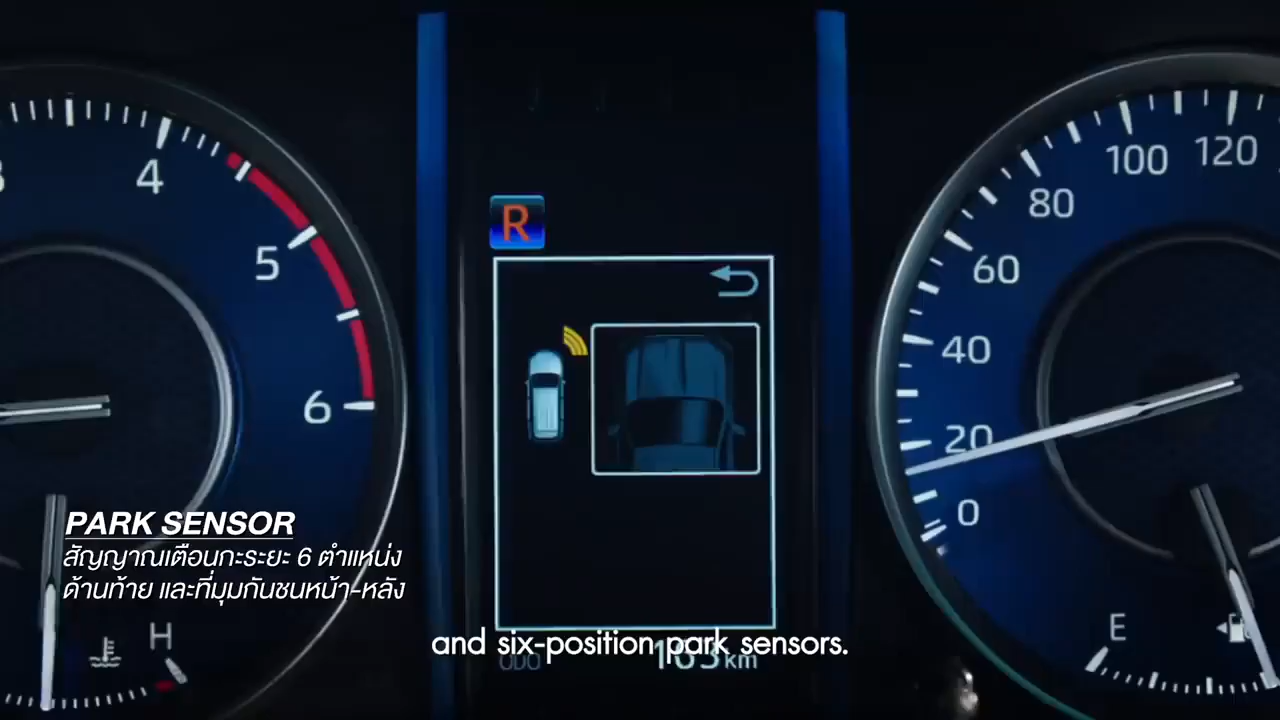 4
5
6
R
80
100
120
60
40
20
0
PARK SENSOR
สัญญาณเตือนกะระยะ 6 ตำแหน่ง
ด้านท้าย และที่มุมกันชนหน้า-หลัง
H
E
and six-position park sensors.
ODO 163 km